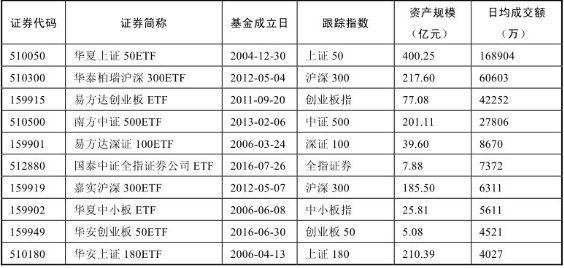 证券代码 证券简称 基金成立日 跟踪指数 资产规模（亿元） 日均成交额（万）
510050 华夏上证 50ETF 2004-12-30 上证 50 400.25 168904
510300 华泰柏瑞沪深 300ETF 2012-05-04 沪深 300 217.60 60603
159915 易方达创业板 ETF 2011-09-20 创业板指 77.08 42252
510500 南方中证 500ETF 2013-02-06 中证 500 201.11 27806
159901 易方达深证 100ETF 2006-03-24 深证 100 39.60 8670
512880 国泰中证全指证券公司 ETF 2016-07-26 全指证券 7.88 7372
159919 嘉实沪深 300ETF 2012-05-07 沪深 300 185.50 6311
159902 华夏中小板 ETF 2006-06-08 中小板指 25.81 5611
159949 华安创业板 50ETF 2016-06-30 创业板 50 5.08 4521
510180 华安上证 180ETF 2006-04-13 上证 180 210.39 4027